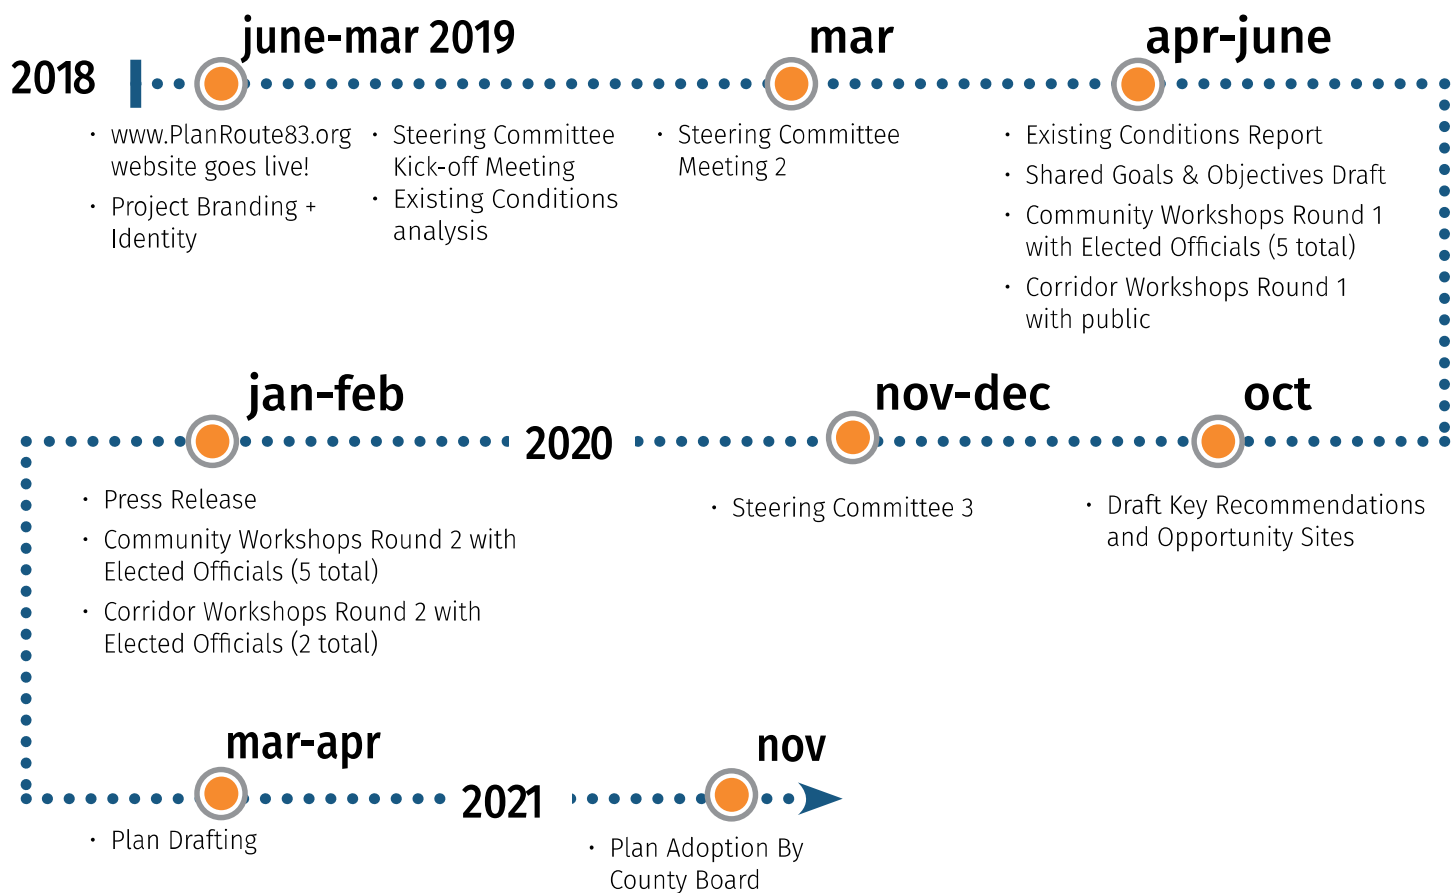 2018
june-mar 2019
· www.PlanRoute83.org
website goes live!
· Project Branding +
Identity
· Steering Committee
Kick-off Meeting
· Existing Conditions
analysis
mar
· Steering Committee
Meeting 2
apr-june
· Existing Conditions Report
· Shared Goals & Objectives Draft
· Community Workshops Round 1
with Elected Officials (5 total)
· Corridor Workshops Round 1
with public
oct
· Draft Key Recommendations
and Opportunity Sites
nov-dec
· Steering Committee 3
2020
jan-feb
· Press Release
· Community Workshops Round 2 with
Elected Officials (5 total)
· Corridor Workshops Round 2 with
Elected Officials (2 total)
mar-apr
· Plan Drafting
2021
nov
· Plan Adoption By
County Board